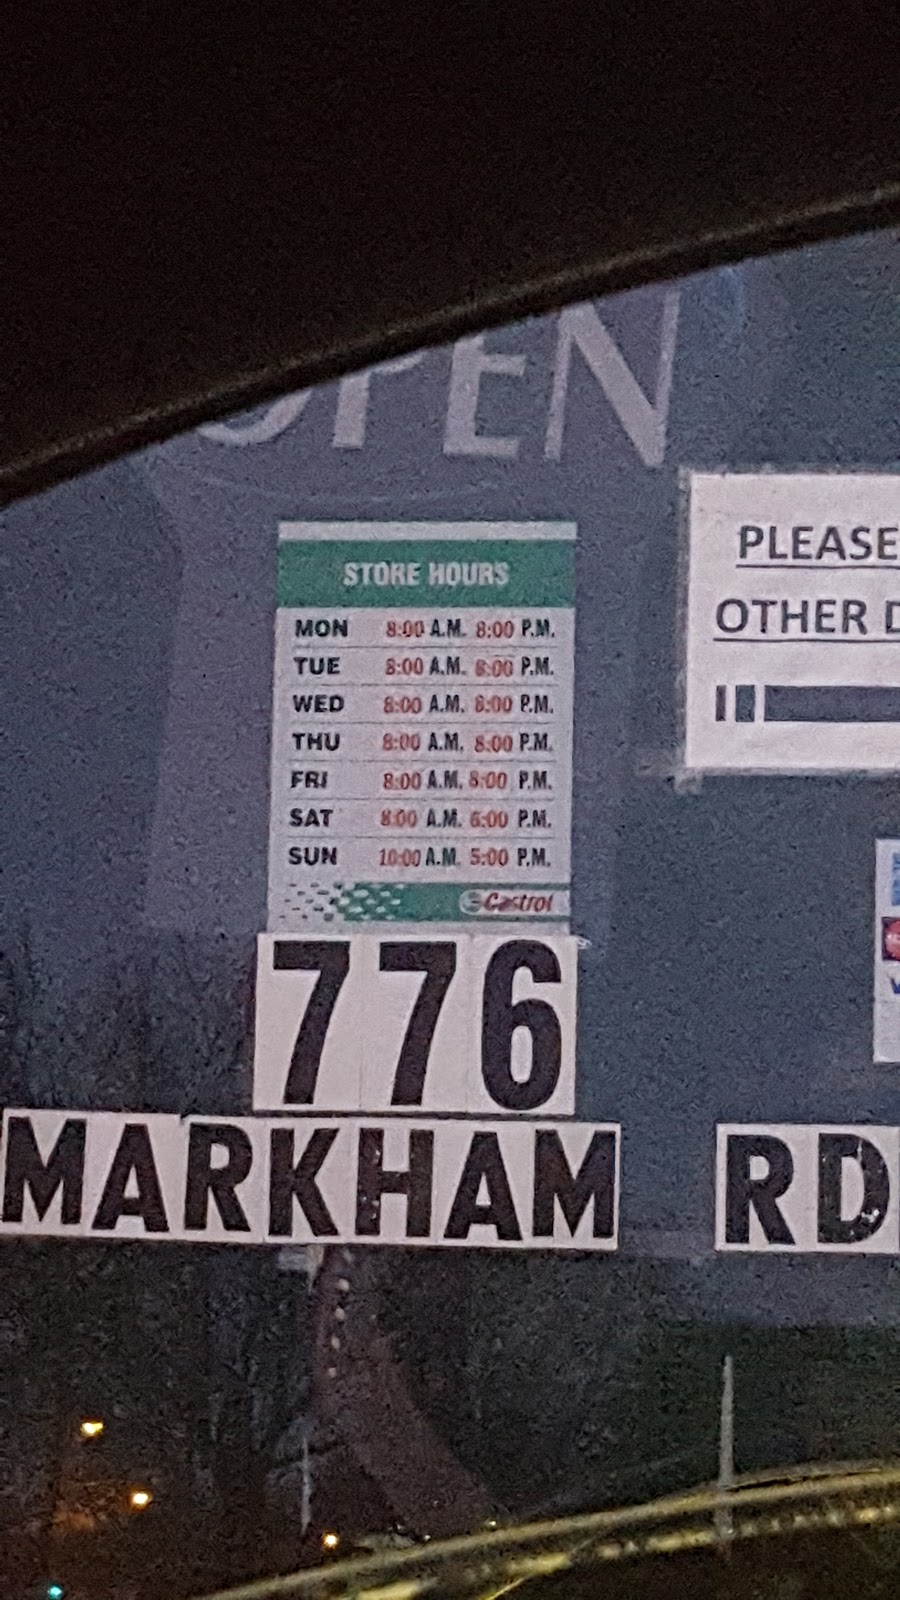 OPEN
STORE HOURS
MON 8:00 A.M. 8:00 P.M.
TUE 8:00 A.M. 8:00 P.M.
WED 8:00 A.M. 8:00 P.M.
THU 8:00 A.M. 8:00 P.M.
FRI 8:00 A.M. 8:00 P.M.
SAT 8:00 A.M. 6:00 P.M.
SUN 10:00 A.M. 5:00 P.M.
Castrol
776
MARKHAM RD
PLEASE
OTHER D